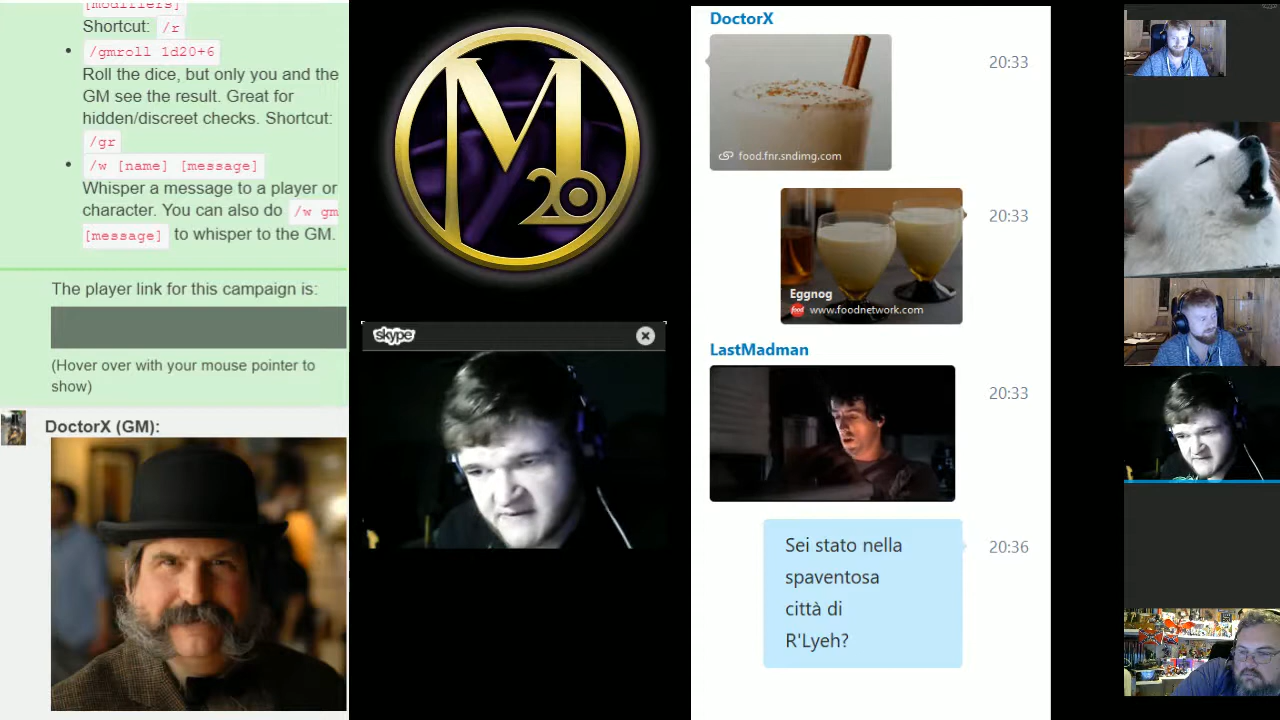 [modifiers]
Shortcut: /r
/gmroll 1d20+6
Roll the dice, but only you and the
GM see the result. Great for
hidden/discreet checks. Shortcut:
/gr
/w [name] [message]
Whisper a message to a player or
character. You can also do /w gm
[message] to whisper to the GM.
The player link for this campaign is:
(Hover over with your mouse pointer to
show)
DoctorX (GM):
M
20
skype
DoctorX
20:33
food.fnr.sndimg.com
20:33
Eggnog
food www.foodnetwork.com
LastMadman
20:33
Sei stato nella
spaventosa
città di
R'Lyeh?
20:36